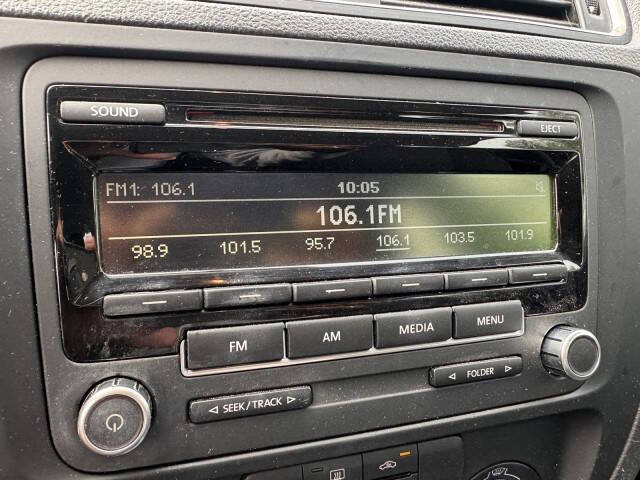 SOUND
EJECT
FM1: 106.1 10:05
106.1FM
98.9 101.5 95.7 106.1 103.5 101.9
FM AM MEDIA MENU
◁ SEEK/TRACK ▷ ◁ FOLDER ▷